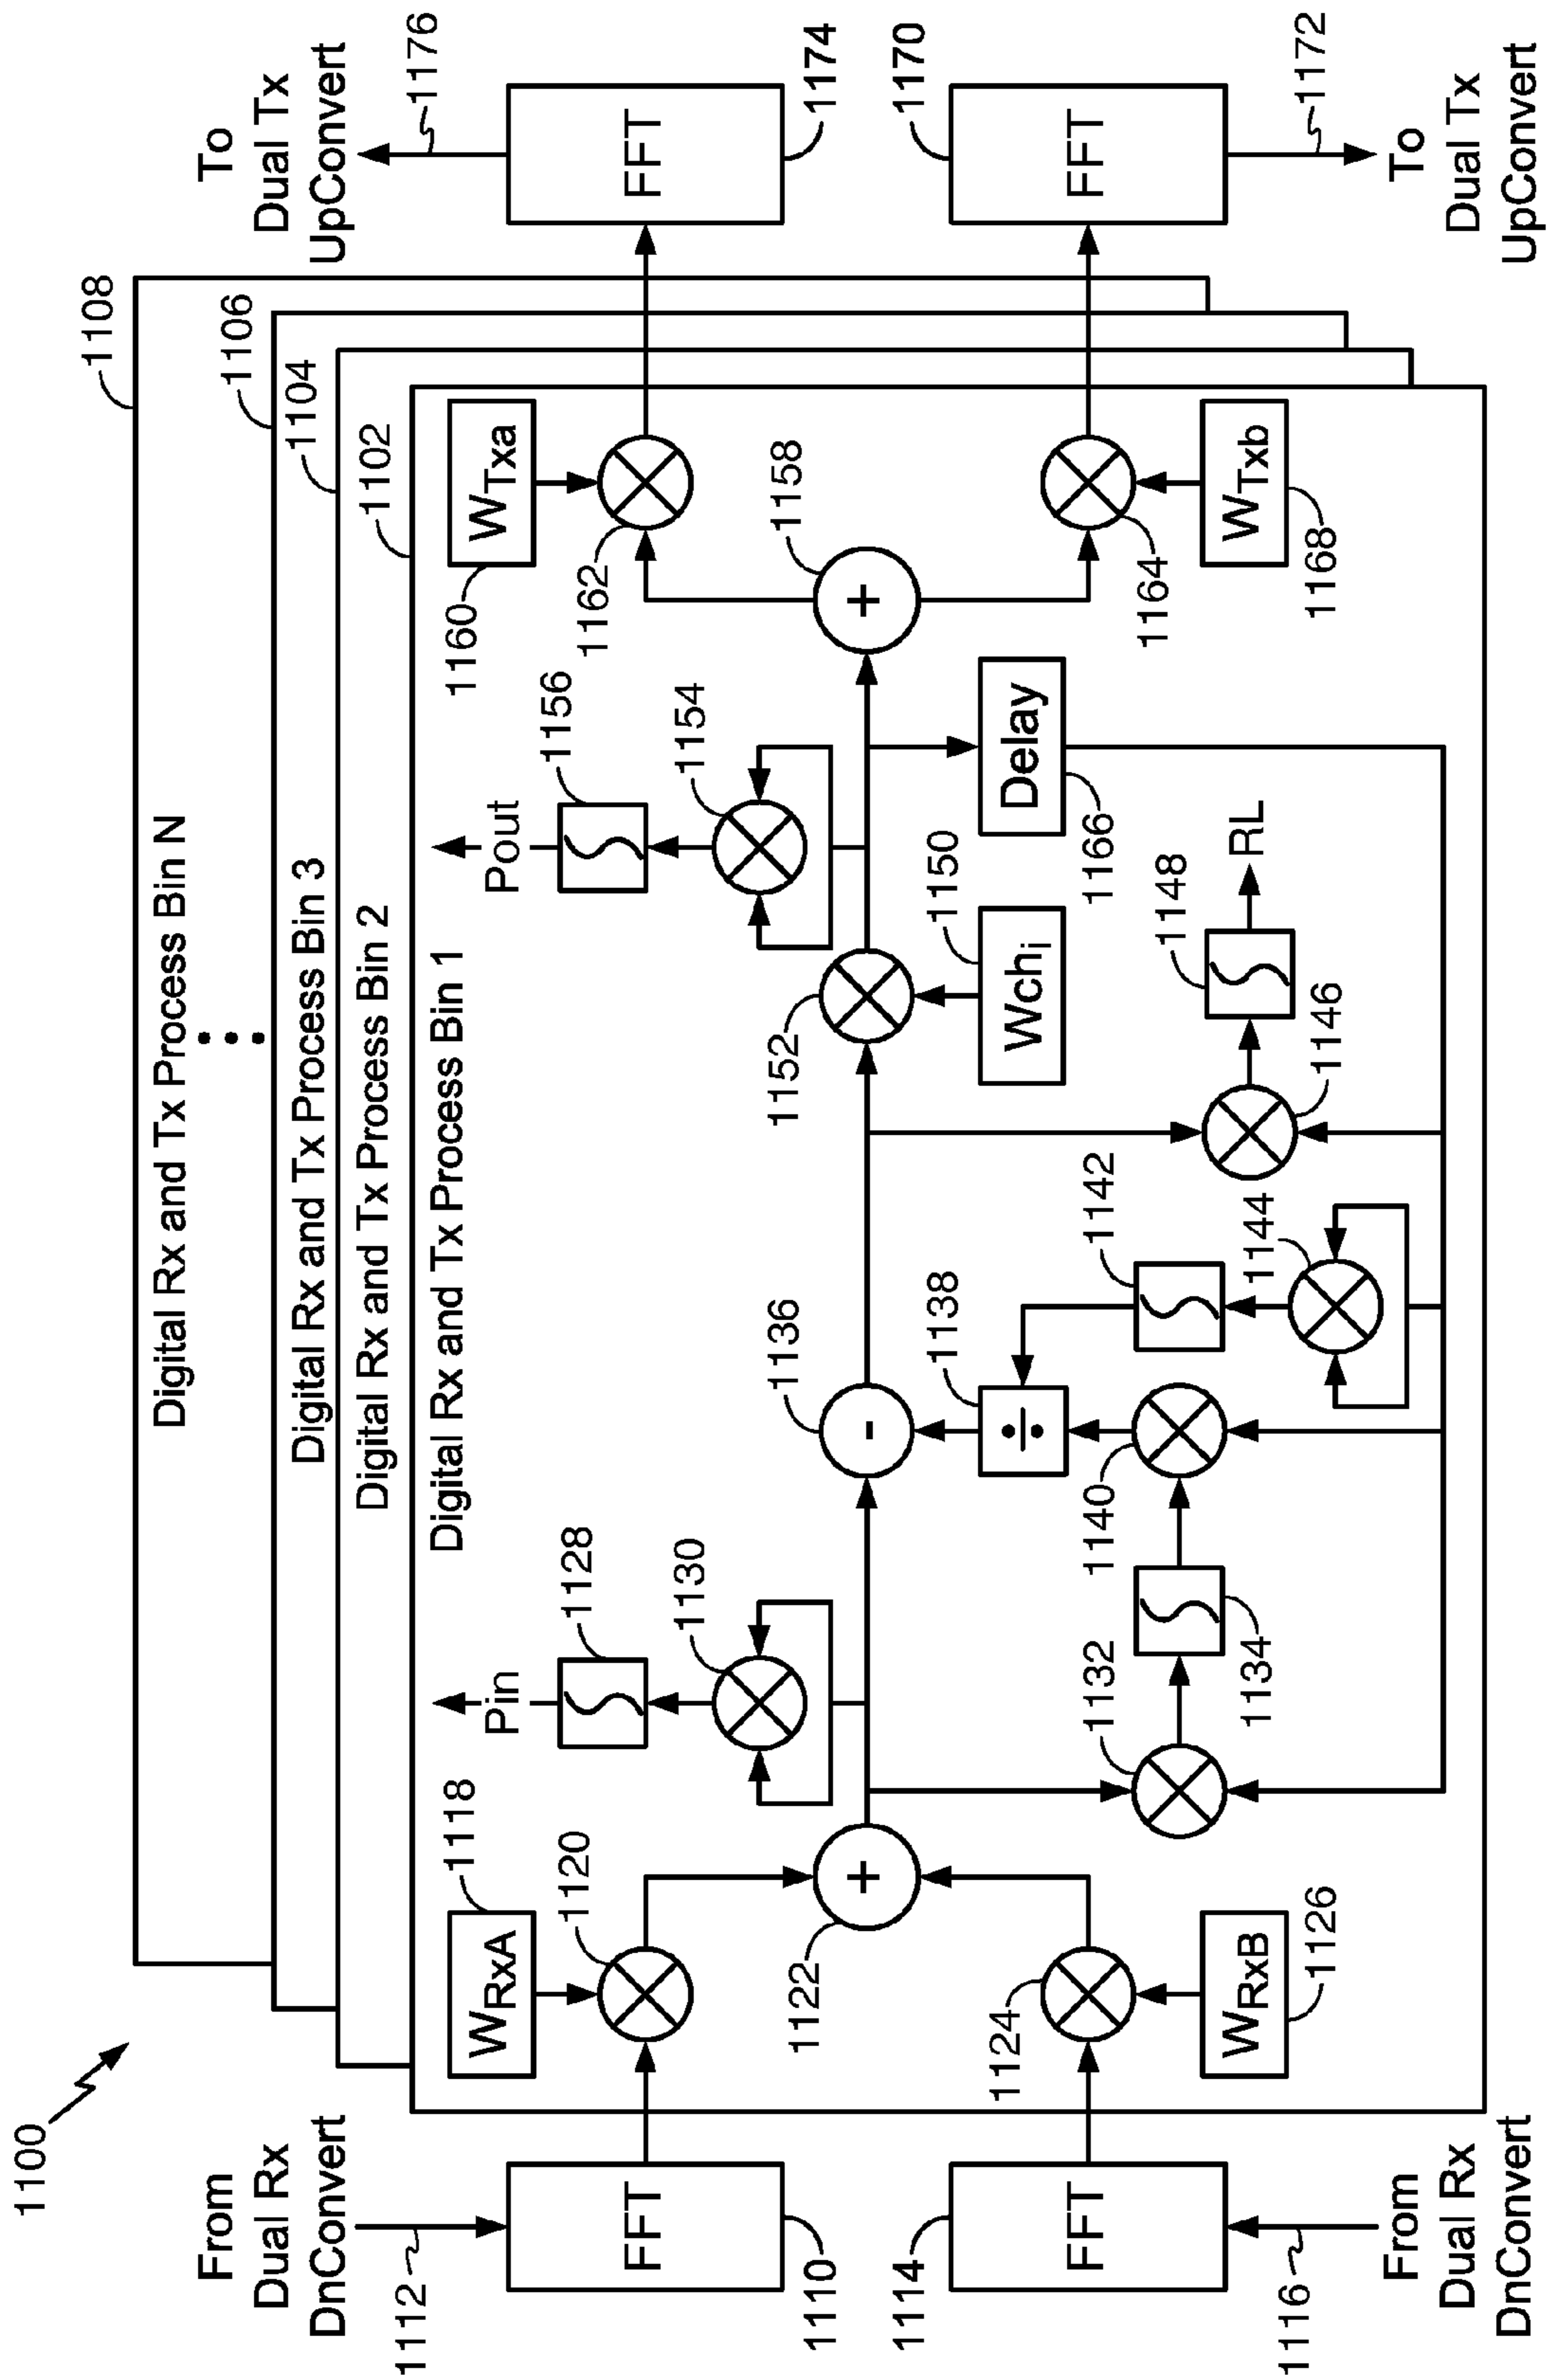 1100
From
Dual Rx
DnConvert
1112
FFT
1110
1114
FFT
1116
From
Dual Rx
DnConvert
Digital Rx and Tx Process Bin N
1108
Digital Rx and Tx Process Bin 3
1106
Digital Rx and Tx Process Bin 2
1104
Digital Rx and Tx Process Bin 1
1102
WRxA
1118
1120
1122
1124
WRxB
1126
Pin
1128
1130
1132
1134
-
1136
÷
1138
1140
1142
1144
1146
1148
RL
Wchi
1150
1152
Pout
1156
1154
Delay
1166
+
+
1158
WTxa
1160
1162
1164
WTxb
1168
To
Dual Tx
UpConvert
1176
FFT
1174
1170
FFT
1172
To
Dual Tx
UpConvert